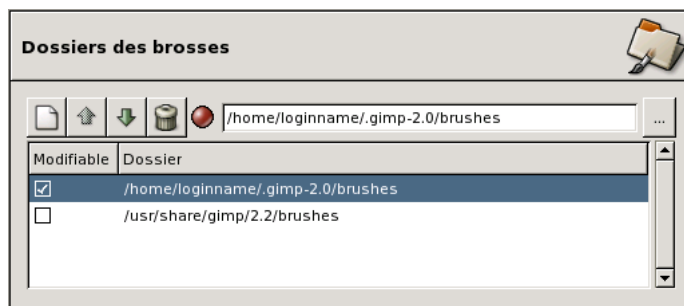 Dossiers des brosses
/home/loginname/.gimp-2.0/brushes ...
Modifiable Dossier
/home/loginname/.gimp-2.0/brushes
/usr/share/gimp/2.2/brushes